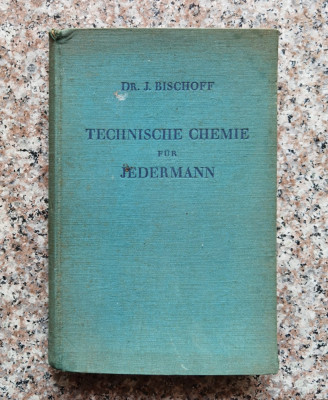 DR. J. BISCHOFF
TECHNISCHE CHEMIE
FÜR
JEDERMANN